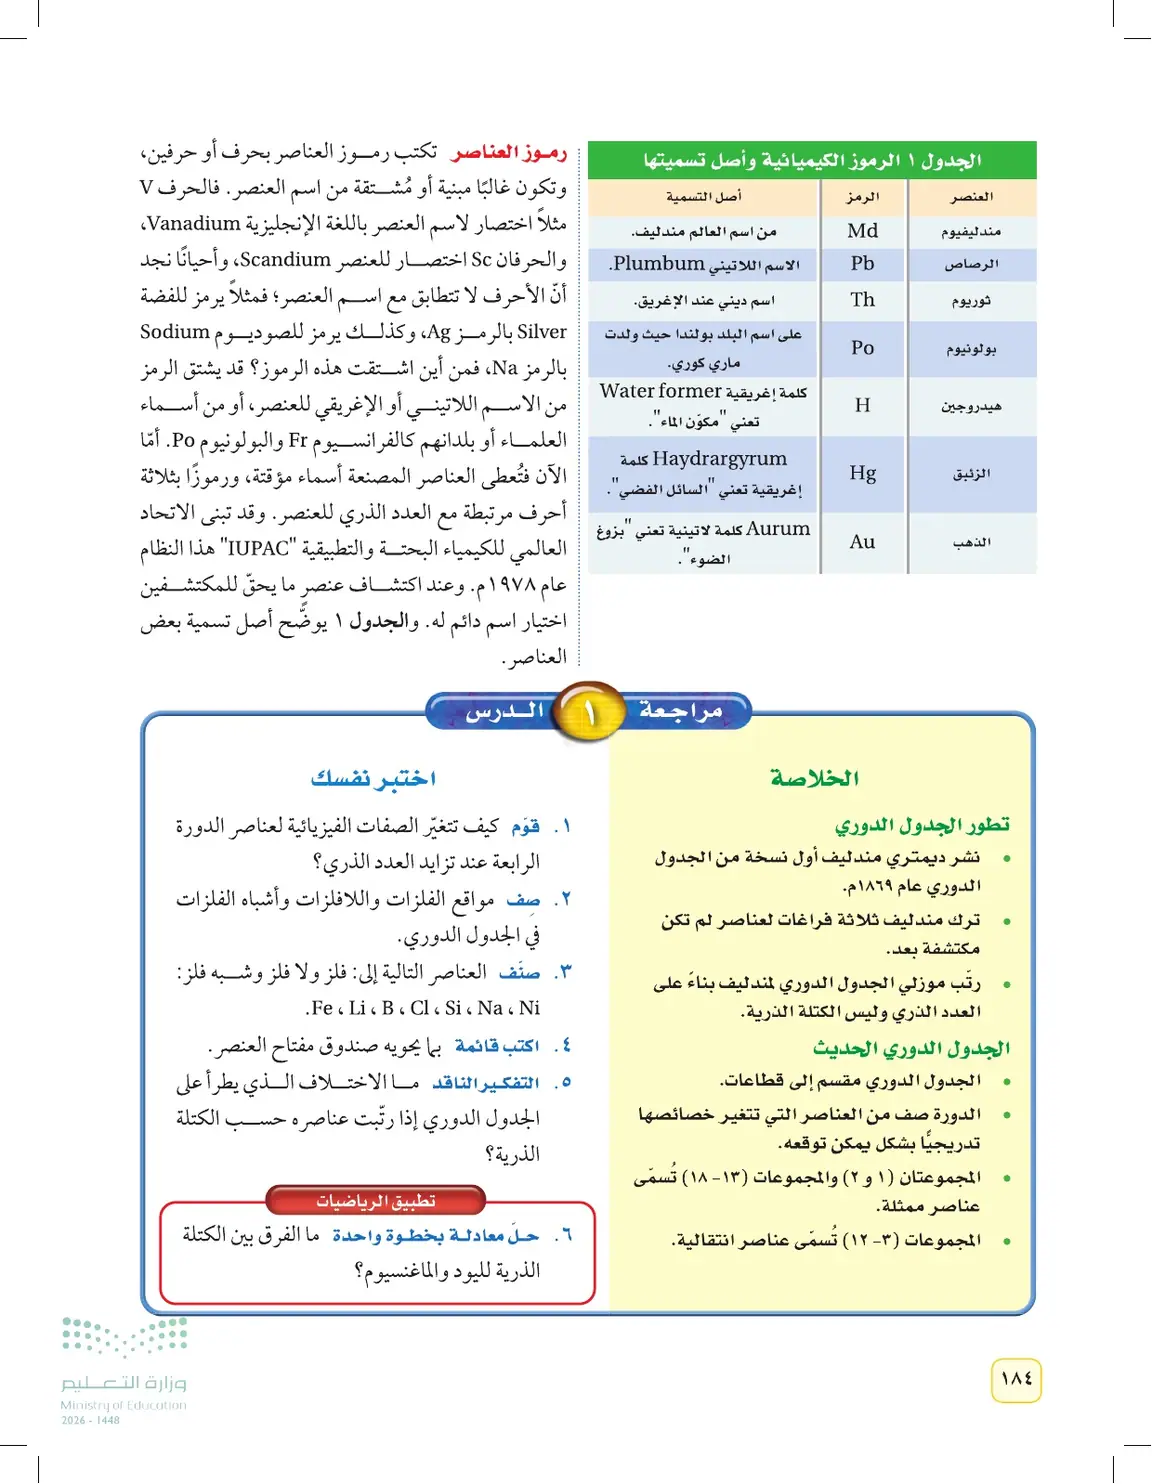 الجدول ١ الرموز الكيميائية وأصل تسميتها
العنصر الرمز أصل التسمية
مندليفيوم Md من اسم العالم مندليف.
الرصاص Pb الاسم اللاتيني Plumbum.
ثوريوم Th اسم ديني عند الإغريق.
بولونيوم Po على اسم البلد بولندا حيث ولدت
ماري كوري.
هيدروجين H كلمة إغريقية Water former
تعني "مكوّن الماء".
الزئبق Hg Haydrargyrum كلمة
إغريقية تعني "السائل الفضي".
الذهب Au Aurum كلمة لاتينية تعني "بزوغ
الضوء".
رموز العناصر تكتب رموز العناصر بحرف أو حرفين،
وتكون غالبًا مبنية أو مُشتقة من اسم العنصر. فالحرف V
مثلاً اختصار لاسم العنصر باللغة الإنجليزية Vanadium،
والحرفان Sc اختصار للعنصر Scandium، وأحيانًا نجد
أنّ الأحرف لا تتطابق مع اسم العنصر؛ فمثلاً يرمز للفضة
Silver بالرمز Ag، وكذلك يرمز للصوديوم Sodium
بالرمز Na، فمن أين اشتقت هذه الرموز؟ قد يشتق الرمز
من الاسم اللاتيني أو الإغريقي للعنصر، أو من أسماء
العلماء أو بلدانهم كالفرانسيوم Fr والبولونيوم Po. أمّا
الآن فتُعطى العناصر المصنعة أسماء مؤقتة، ورموزًا بثلاثة
أحرف مرتبطة مع العدد الذري للعنصر. وقد تبنى الاتحاد
العالمي للكيمياء البحتة والتطبيقية "IUPAC" هذا النظام
عام ١٩٧٨م. وعند اكتشاف عنصر ما يحقّ للمكتشفين
اختيار اسم دائم له. والجدول ١ يوضّح أصل تسمية بعض
العناصر.
مراجعة ١ الدرس
الخلاصة
تطور الجدول الدوري
• نشر ديمتري مندليف أول نسخة من الجدول
الدوري عام ١٨٦٩م.
• ترك مندليف ثلاثة فراغات لعناصر لم تكن
مكتشفة بعد.
• رتّب موزلي الجدول الدوري لمندليف بناءً على
العدد الذري وليس الكتلة الذرية.
الجدول الدوري الحديث
• الجدول الدوري مقسم إلى قطاعات.
• الدورة صف من العناصر التي تتغير خصائصها
تدريجيًّا بشكل يمكن توقعه.
• المجموعتان (١ و ٢) والمجموعات (١٣- ١٨) تُسمّى
عناصر ممثلة.
• المجموعات (٣- ١٢) تُسمّى عناصر انتقالية.
اختبر نفسك
١. قوّم كيف تتغيّر الصفات الفيزيائية لعناصر الدورة
الرابعة عند تزايد العدد الذري؟
٢. صِف مواقع الفلزات واللافلزات وأشباه الفلزات
في الجدول الدوري.
٣. صنّف العناصر التالية إلى: فلز ولا فلز وشبه فلز:
Fe ، Li ، B ، Cl ، Si ، Na ، Ni.
٤. اكتب قائمة بما يحويه صندوق مفتاح العنصر.
٥. التفكير الناقد ما الاختلاف الذي يطرأ على
الجدول الدوري إذا رتّبت عناصره حسب الكتلة
الذرية؟
تطبيق الرياضيات
٦. حلّ معادلة بخطوة واحدة ما الفرق بين الكتلة
الذرية لليود والماغنسيوم؟
وزارة التعليم
Ministry of Education
2026 - 1448
١٨٤